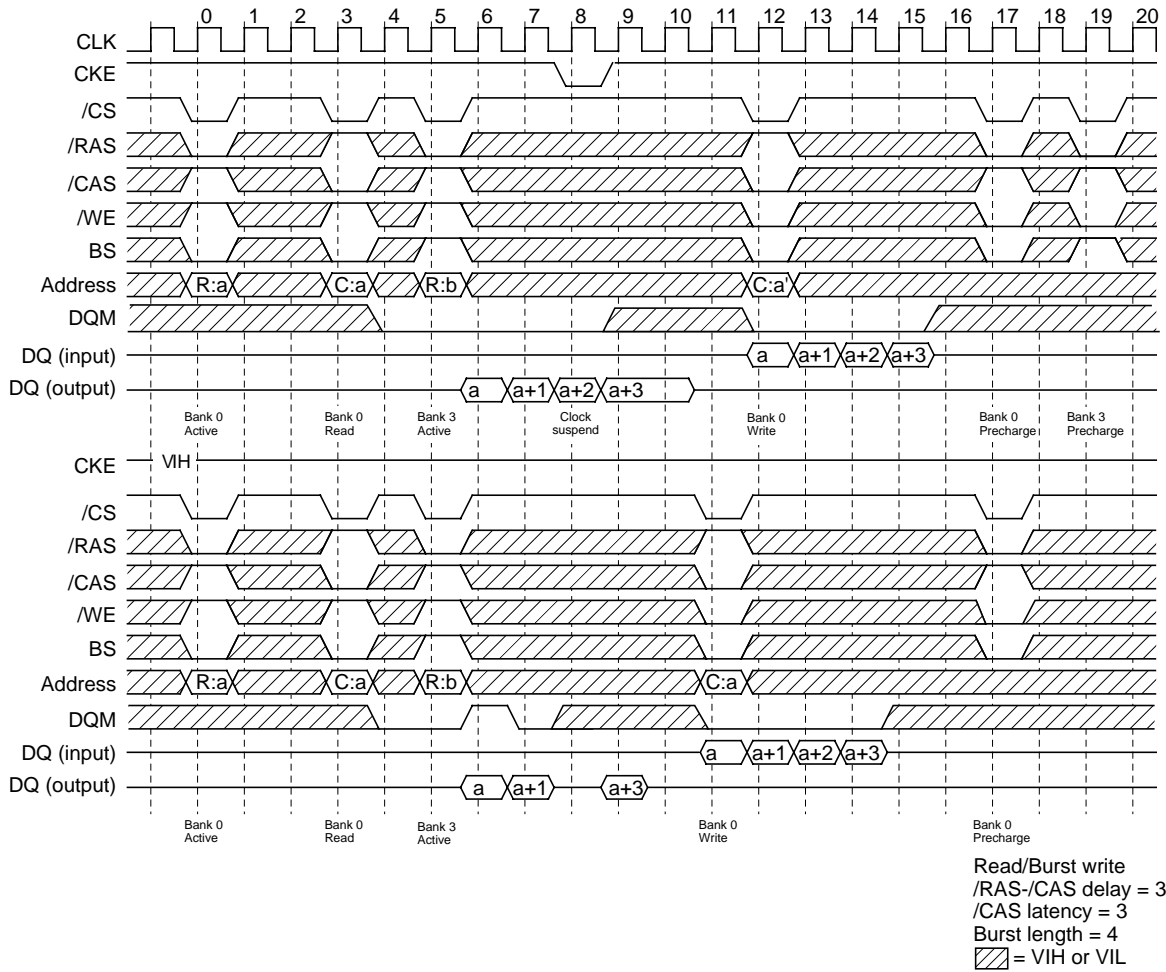 0 1 2 3 4 5 6 7 8 9 10 11 12 13 14 15 16 17 18 19 20
CLK
CKE
/CS
/RAS
/CAS
/WE
BS
Address R:a C:a R:b C:a'
DQM
DQ (input) a a+1 a+2 a+3
DQ (output) a a+1 a+2 a+3
Bank 0 Bank 0 Bank 3 Clock Bank 0 Bank 0 Bank 3
Active Read Active suspend Write Precharge Precharge
CKE VIH
/CS
/RAS
/CAS
/WE
BS
Address R:a C:a R:b C:a
DQM
DQ (input) a a+1 a+2 a+3
DQ (output) a a+1 a+3
Bank 0 Bank 0 Bank 3 Bank 0 Bank 0
Active Read Active Write Precharge
Read/Burst write
/RAS-/CAS delay = 3
/CAS latency = 3
Burst length = 4
= VIH or VIL